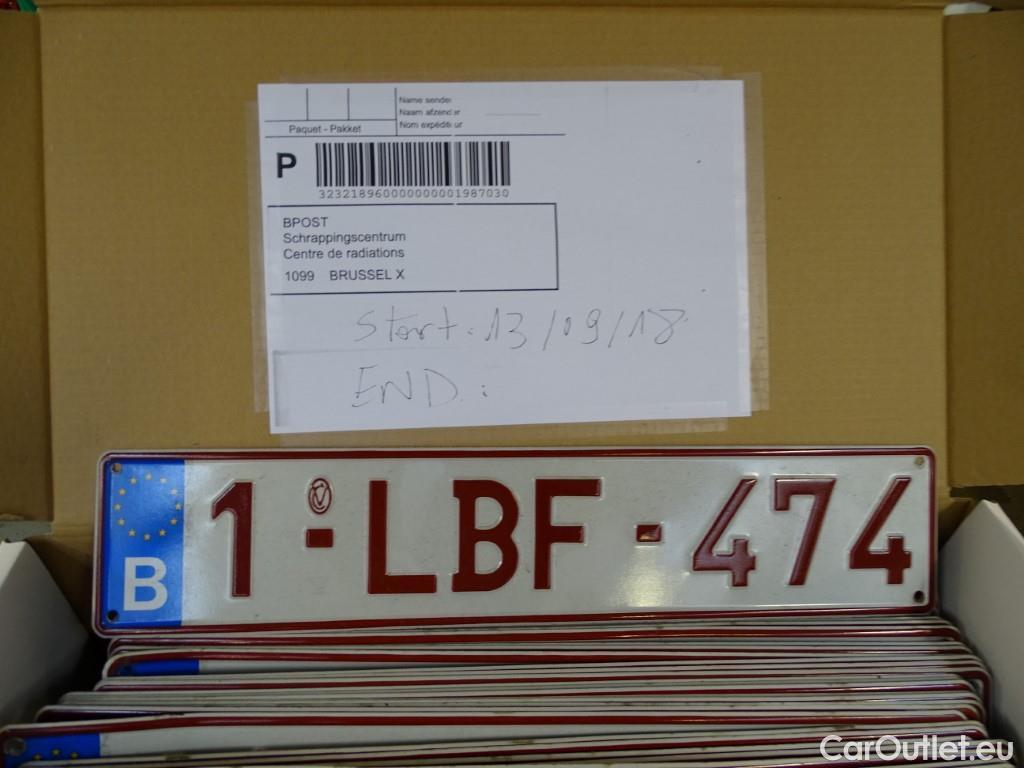 Name sender
Naam afzender
Nom expéditeur
Paquet - Pakket
P
323218960000000001987030
BPOST
Schrappingscentrum
Centre de radiations
1099 BRUSSEL X
Start: 13/09/18
END:
B 1-LBF-474
CarOutlet.eu